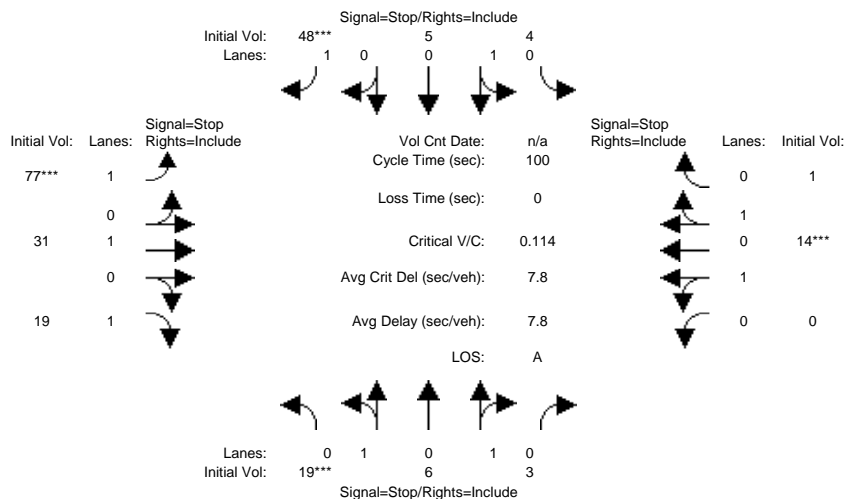 Signal=Stop/Rights=Include
Initial Vol: 48*** 5 4
Lanes: 1 0 0 1 0
Signal=Stop
Initial Vol: Lanes: Rights=Include
Vol Cnt Date: n/a
Signal=Stop
Rights=Include Lanes: Initial Vol:
Cycle Time (sec): 100
77*** 1
0 1
Loss Time (sec): 0
0
1
31 1
Critical V/C: 0.114
0 14***
0
Avg Crit Del (sec/veh): 7.8
1
19 1
Avg Delay (sec/veh): 7.8
0 0
LOS: A
Lanes: 0 1 0 1 0
Initial Vol: 19*** 6 3
Signal=Stop/Rights=Include